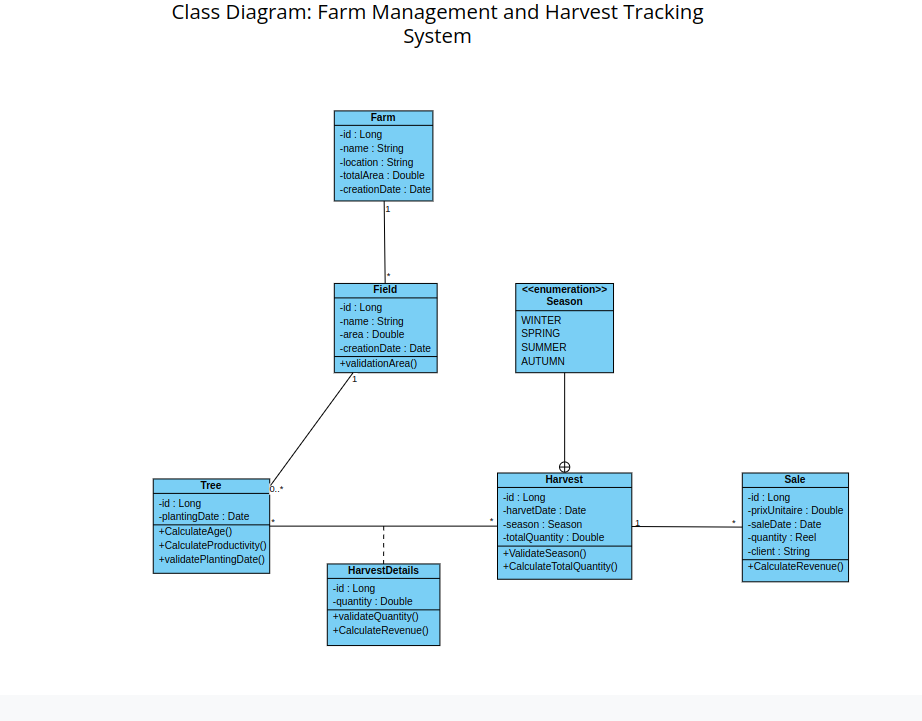 Class Diagram: Farm Management and Harvest Tracking
System
Farm
-id : Long
-name : String
-location : String
-totalArea : Double
-creationDate : Date
1
*
Field
-id : Long
-name : String
-area : Double
-creationDate : Date
+validationArea()
1
0..*
<<enumeration>>
Season
WINTER
SPRING
SUMMER
AUTUMN
Tree
-id : Long
-plantingDate : Date
+CalculateAge()
+CalculateProductivity()
+validatePlantingDate()
*
*
HarvestDetails
-id : Long
-quantity : Double
+validateQuantity()
+CalculateRevenue()
Harvest
-id : Long
-harvetDate : Date
-season : Season
-totalQuantity : Double
+ValidateSeason()
+CalculateTotalQuantity()
1
*
Sale
-id : Long
-prixUnitaire : Double
-saleDate : Date
-quantity : Reel
-client : String
+CalculateRevenue()